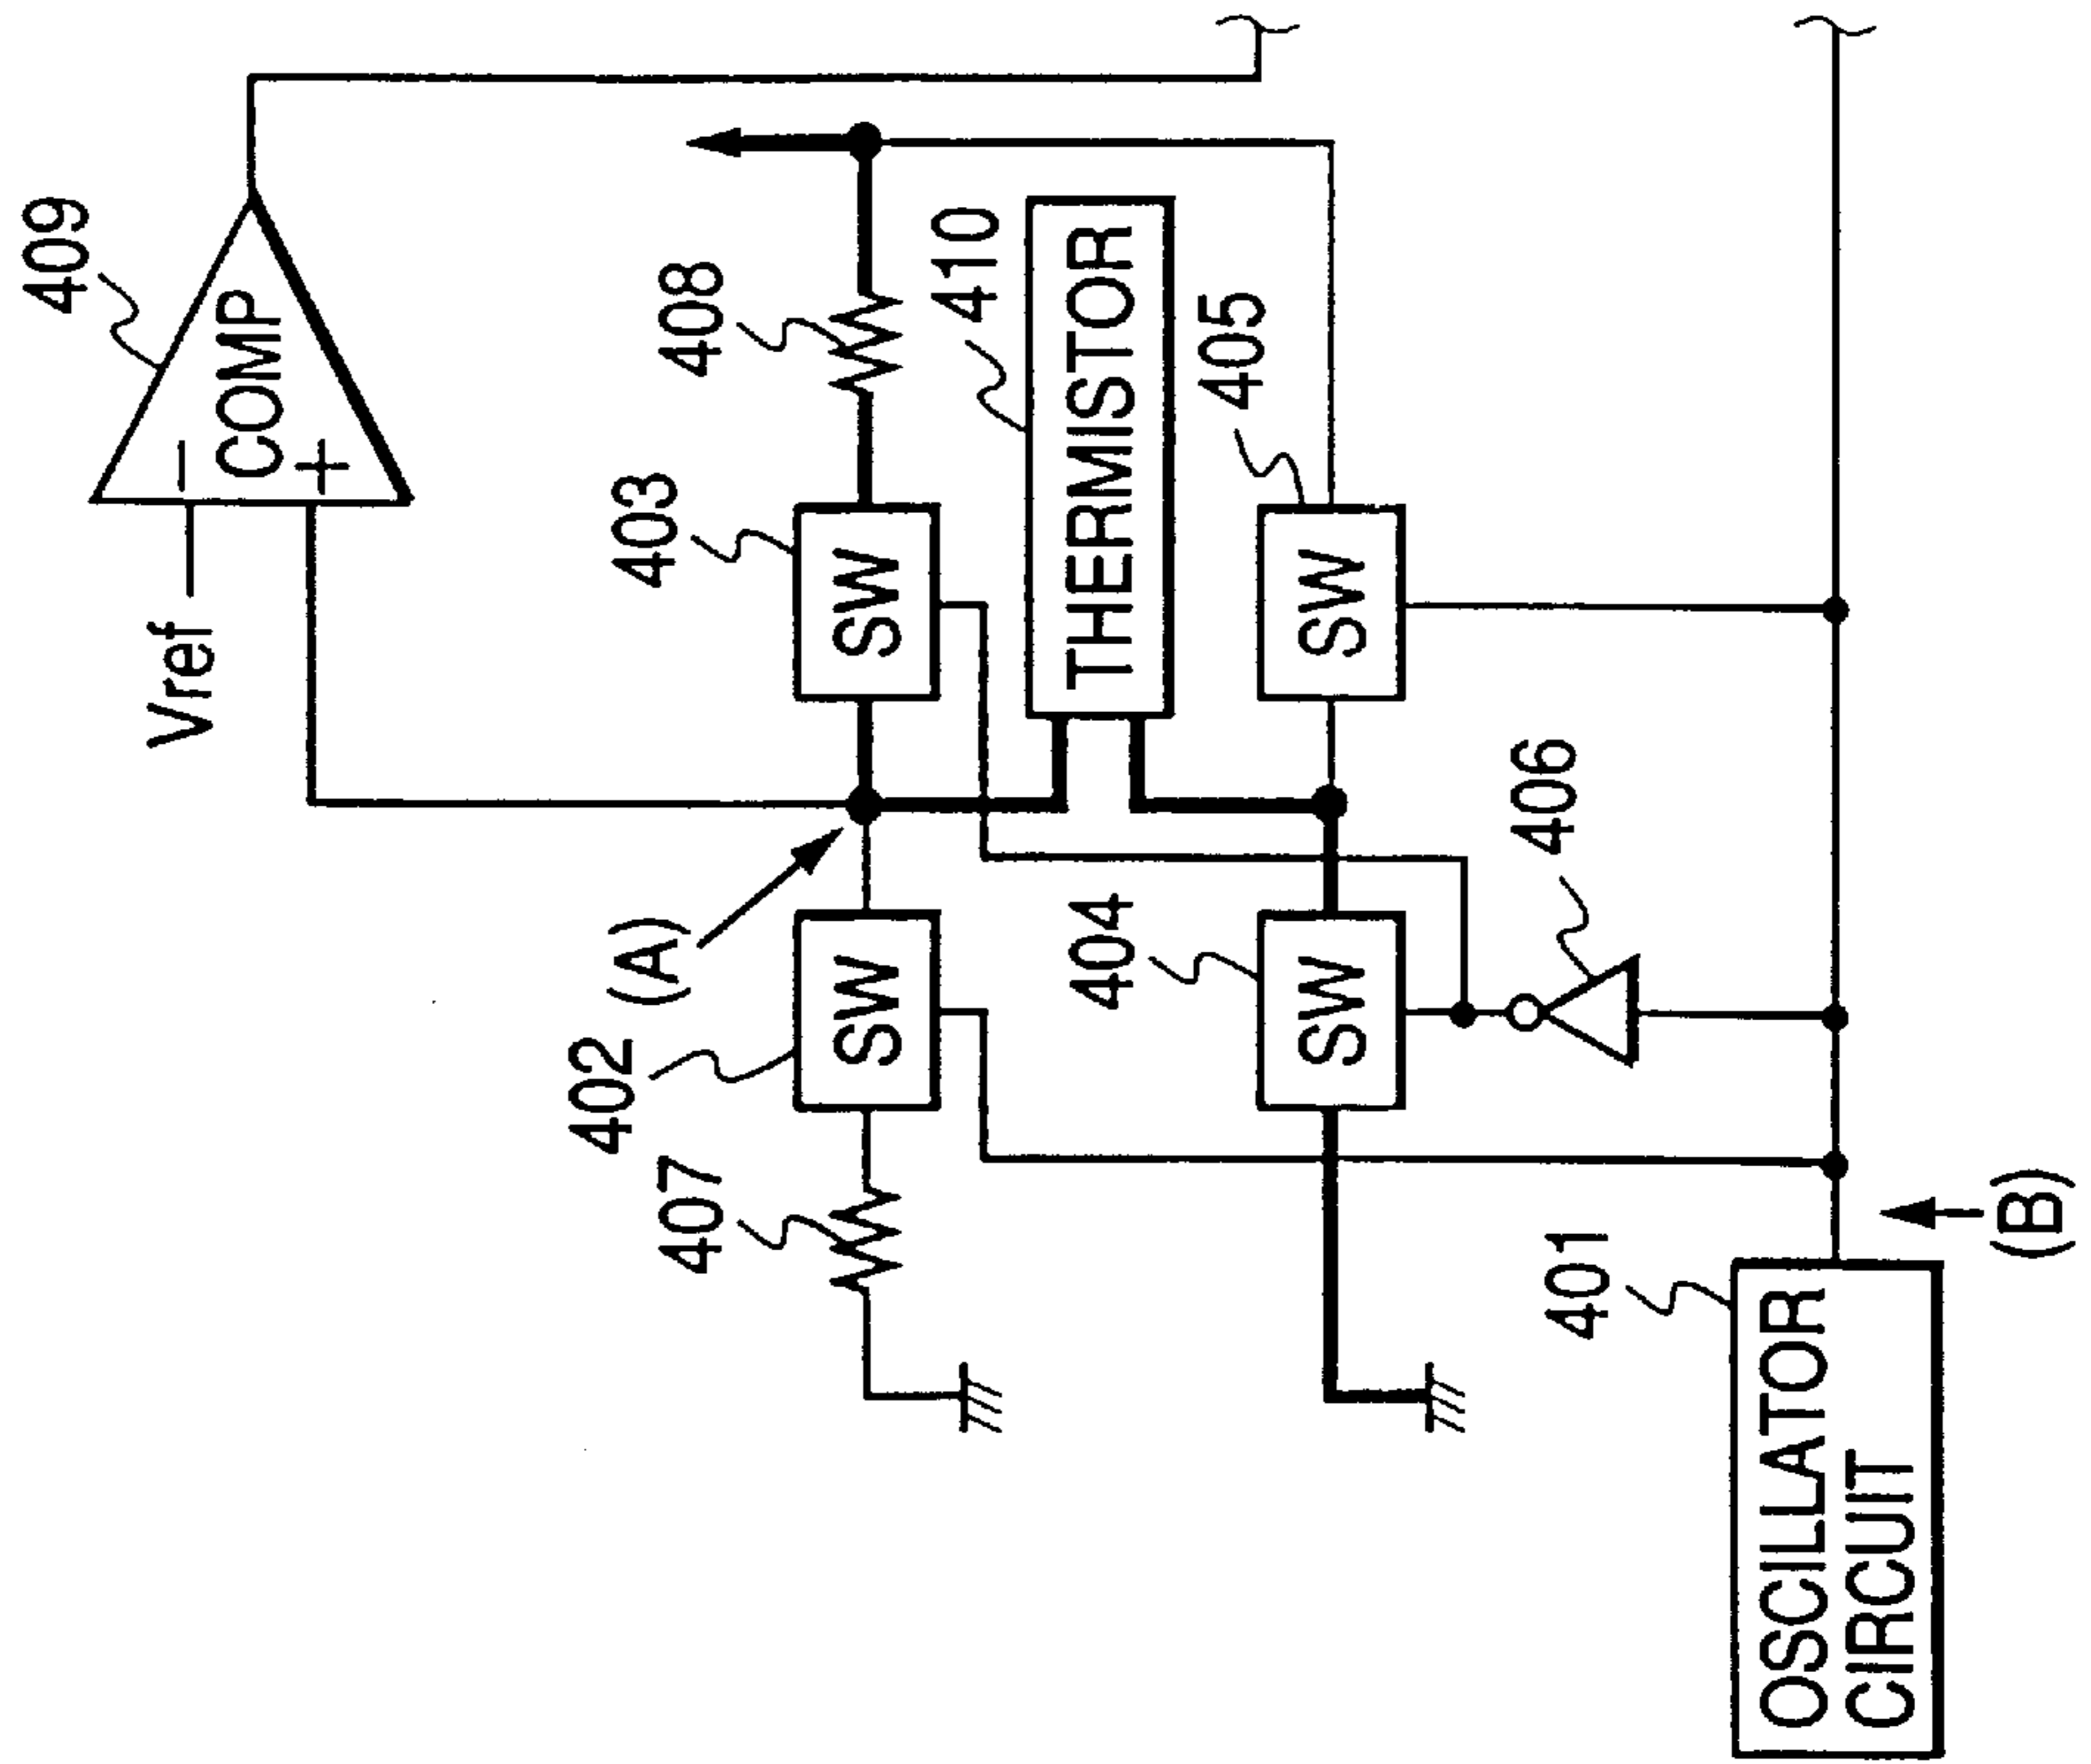 409
COMP
−
+
Vref
408
403
SW
410
THERMISTOR
405
SW
(A)
402
SW
407
404
SW
406
401
OSCILLATOR
CIRCUIT
(B)